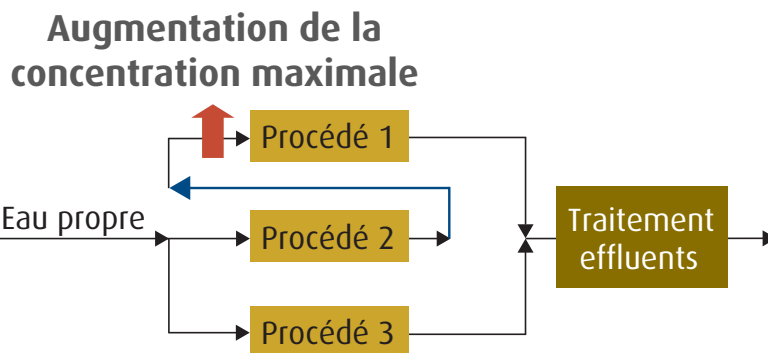 Augmentation de la
concentration maximale
Procédé 1
Eau propre
Procédé 2
Traitement
effluents
Procédé 3